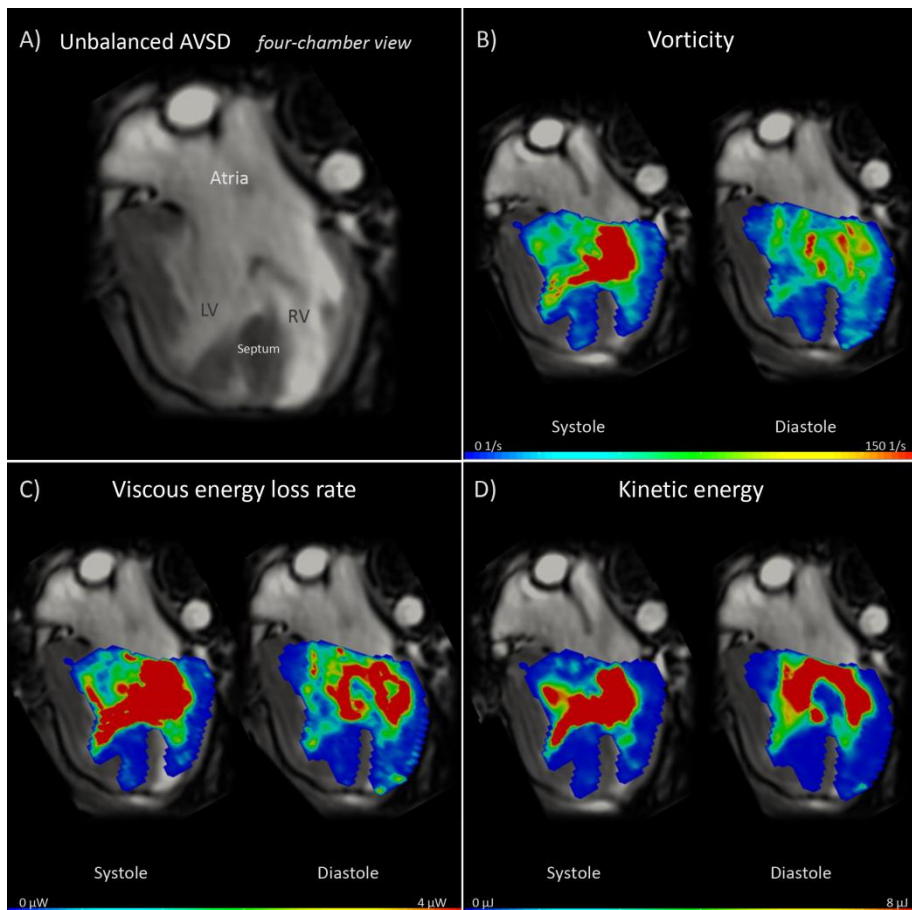 A) Unbalanced AVSD four-chamber view
Atria
LV
RV
Septum
B) Vorticity
Systole Diastole
0 1/s 150 1/s
C) Viscous energy loss rate
Systole Diastole
0 μW 4 μW
D) Kinetic energy
Systole Diastole
0 μJ 8 μJ